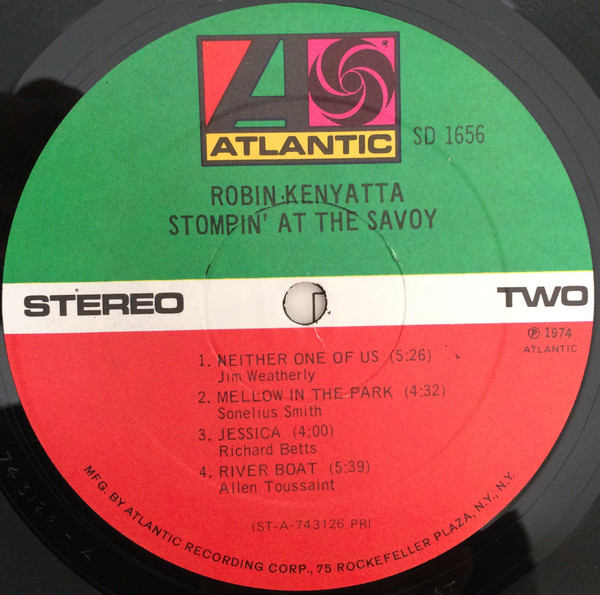 ATLANTIC
SD 1656
ROBIN KENYATTA
STOMPIN' AT THE SAVOY
STEREO
TWO
℗ 1974
ATLANTIC
1. NEITHER ONE OF US (5:26)
Jim Weatherly
2. MELLOW IN THE PARK (4:32)
Sonelius Smith
3. JESSICA (4:00)
Richard Betts
4. RIVER BOAT (5:39)
Allen Toussaint
(ST-A-743126 PR)
MFG. BY ATLANTIC RECORDING CORP., 75 ROCKEFELLER PLAZA, N.Y., N.Y.